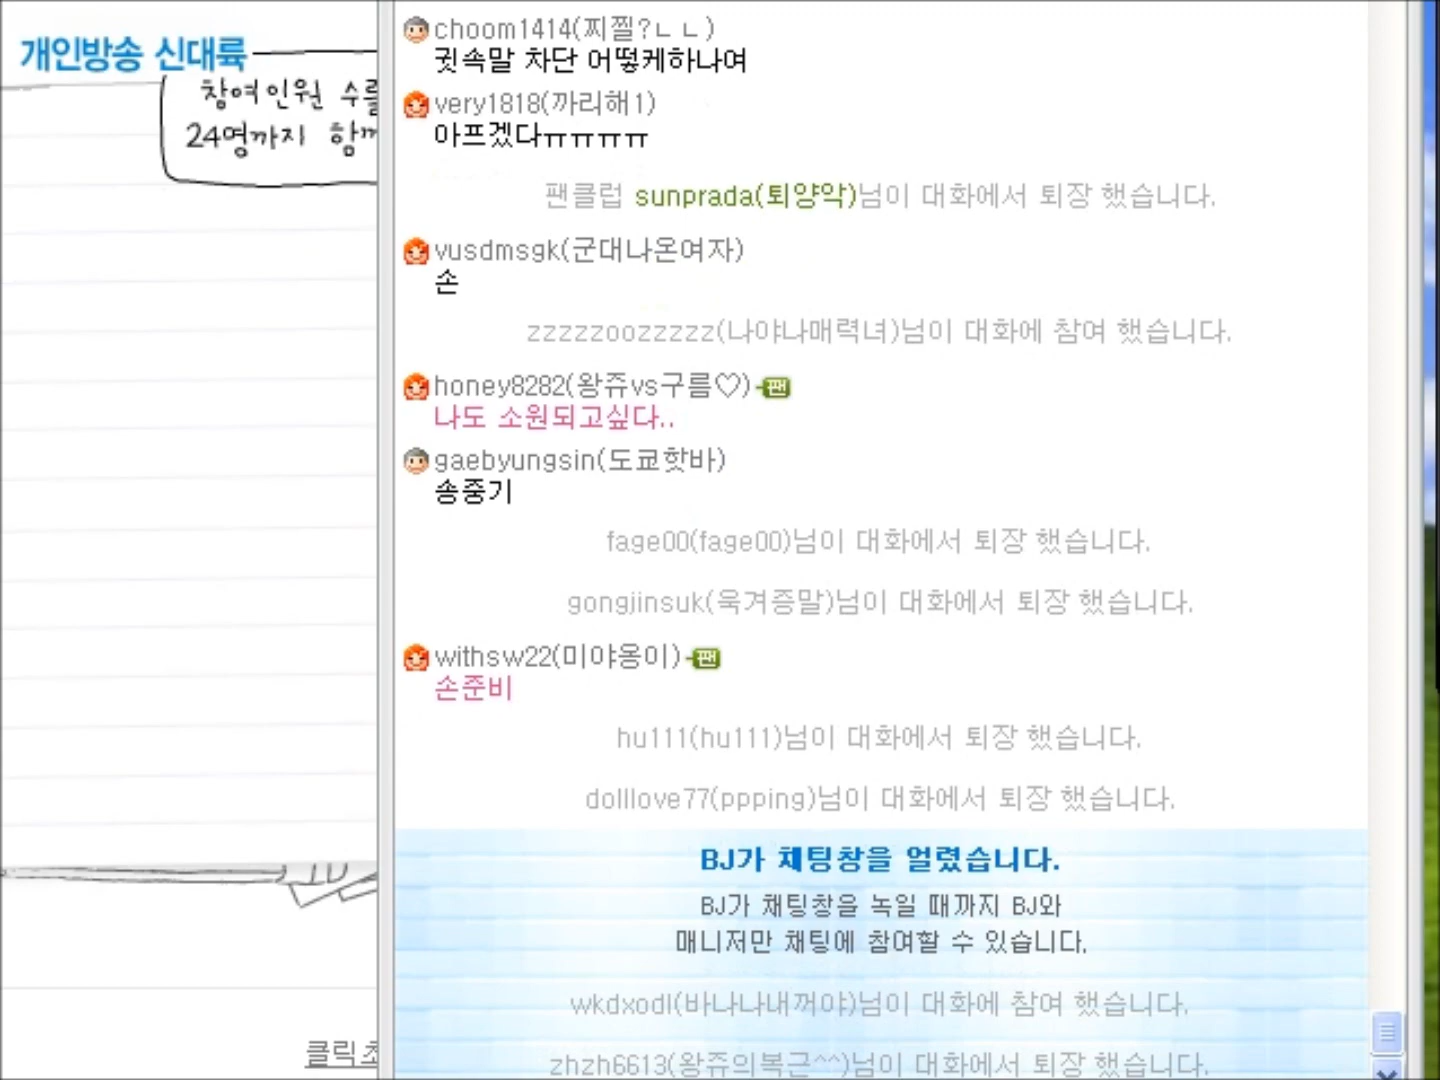 개인방송 신대륙
참여인원 수를
24명까지 함께
클릭 초
choom1414(찌찔?ㄴㄴ)
귓속말 차단 어떻케하나여
very1818(까리해1)
아프겠다ㅠㅠㅠㅠ
팬클럽 sunprada(퇴양악)님이 대화에서 퇴장 했습니다.
vusdmsgk(군대나온여자)
손
zzzzzoozzzzz(나야나매력녀)님이 대화에 참여 했습니다.
honey8282(왕쥬vs구름♡) 팬
나도 소원되고싶다..
gaebyungsin(도쿄핫바)
송중기
fage00(fage00)님이 대화에서 퇴장 했습니다.
gongjinsuk(욱겨증말)님이 대화에서 퇴장 했습니다.
withsw22(미야옹이) 팬
손준비
hu111(hu111)님이 대화에서 퇴장 했습니다.
dolllove77(ppping)님이 대화에서 퇴장 했습니다.
BJ가 채팅창을 얼렸습니다.
BJ가 채팅창을 녹일 때까지 BJ와
매니저만 채팅에 참여할 수 있습니다.
wkdxodl(바나나내꺼야)님이 대화에 참여 했습니다.
zhzh6613(왕쥬의복근^^)님이 대화에서 퇴장 했습니다.